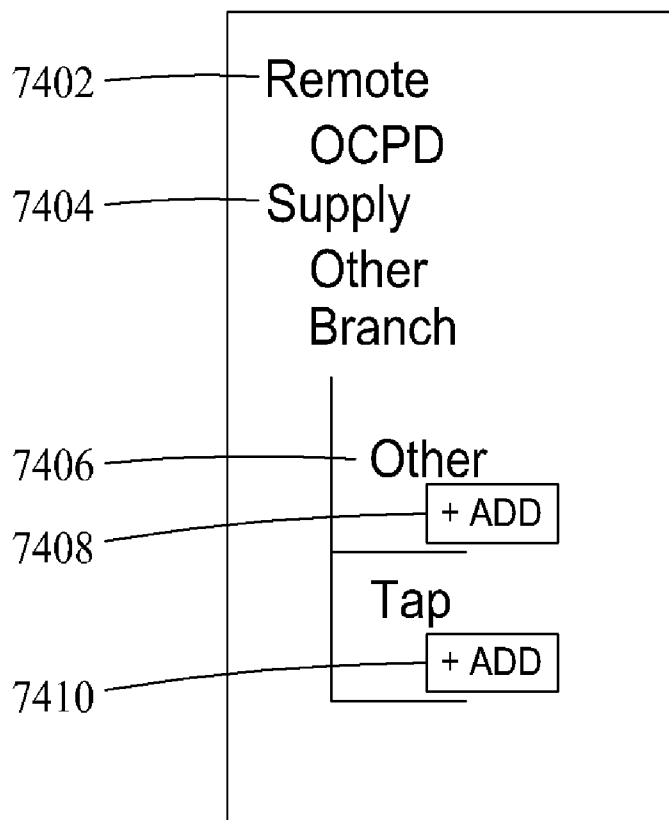 7402 Remote
OCPD
7404 Supply
Other
Branch
7406 Other
7408 + ADD
Tap
7410 + ADD